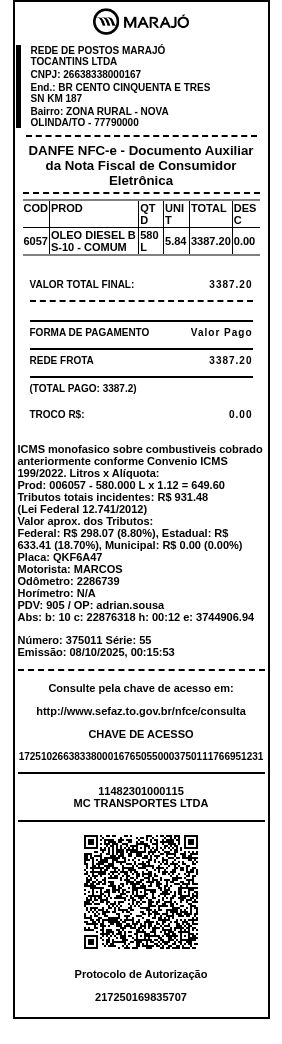 MARAJÓ
REDE DE POSTOS MARAJÓ
TOCANTINS LTDA
CNPJ: 26638338000167
End.: BR CENTO CINQUENTA E TRES
SN KM 187
Bairro: ZONA RURAL - NOVA
OLINDA/TO - 77790000
DANFE NFC-e - Documento Auxiliar
da Nota Fiscal de Consumidor
Eletrônica
COD PROD QT UNI TOTAL DES
D T C
6057 OLEO DIESEL B 580 5.84 3387.20 0.00
S-10 - COMUM L
VALOR TOTAL FINAL: 3387.20
FORMA DE PAGAMENTO Valor Pago
REDE FROTA 3387.20
(TOTAL PAGO: 3387.2)
TROCO R$: 0.00
ICMS monofasico sobre combustiveis cobrado
anteriormente conforme Convenio ICMS
199/2022. Litros x Alíquota:
Prod: 006057 - 580.000 L x 1.12 = 649.60
Tributos totais incidentes: R$ 931.48
(Lei Federal 12.741/2012)
Valor aprox. dos Tributos:
Federal: R$ 298.07 (8.80%), Estadual: R$
633.41 (18.70%), Municipal: R$ 0.00 (0.00%)
Placa: QKF6A47
Motorista: MARCOS
Odômetro: 2286739
Horímetro: N/A
PDV: 905 / OP: adrian.sousa
Abs: b: 10 c: 22876318 h: 00:12 e: 3744906.94
Número: 375011 Série: 55
Emissão: 08/10/2025, 00:15:53
Consulte pela chave de acesso em:
http://www.sefaz.to.gov.br/nfce/consulta
CHAVE DE ACESSO
17251026638338000167650550003750111766951231
11482301000115
MC TRANSPORTES LTDA
Protocolo de Autorização
217250169835707